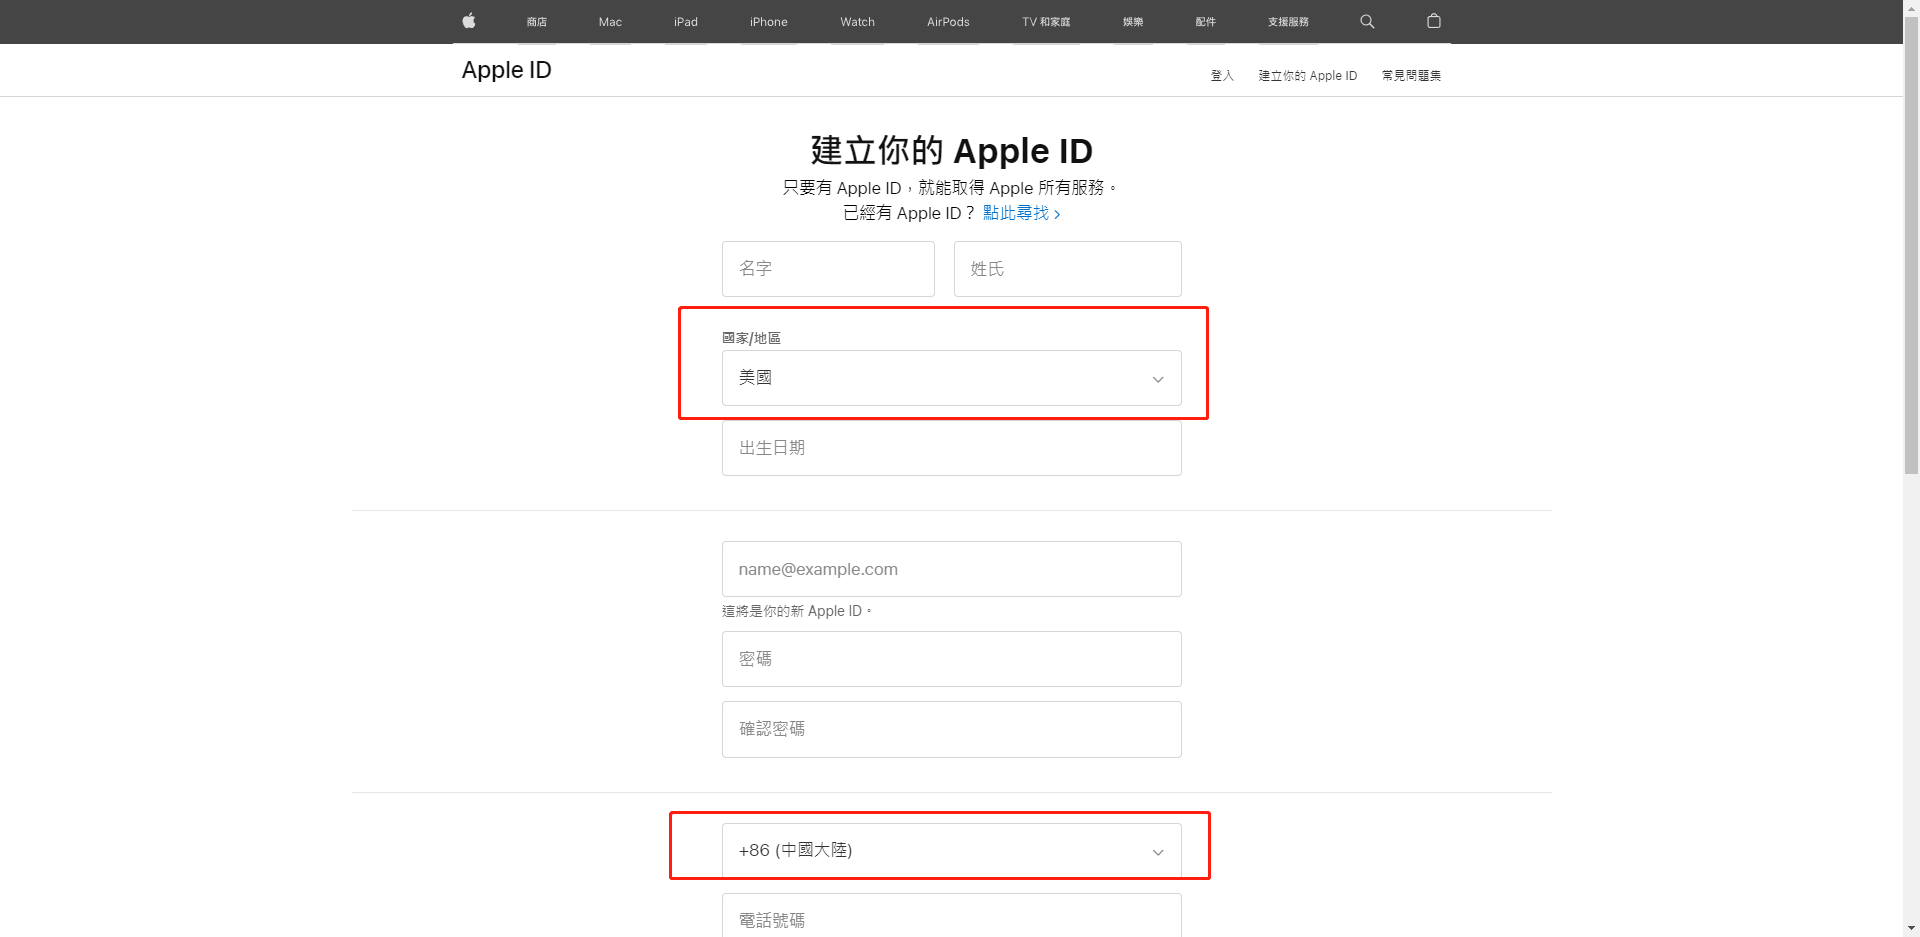 商店 Mac iPad iPhone Watch AirPods TV 和家庭 娛樂 配件 支援服務
Apple ID 登入 建立你的 Apple ID 常見問題集
建立你的 Apple ID
只要有 Apple ID，就能取得 Apple 所有服務。
已經有 Apple ID？ 點此尋找 >
名字 姓氏
國家/地區
美國
出生日期
name@example.com
這將是你的新 Apple ID。
密碼
確認密碼
+86 (中國大陸)
電話號碼